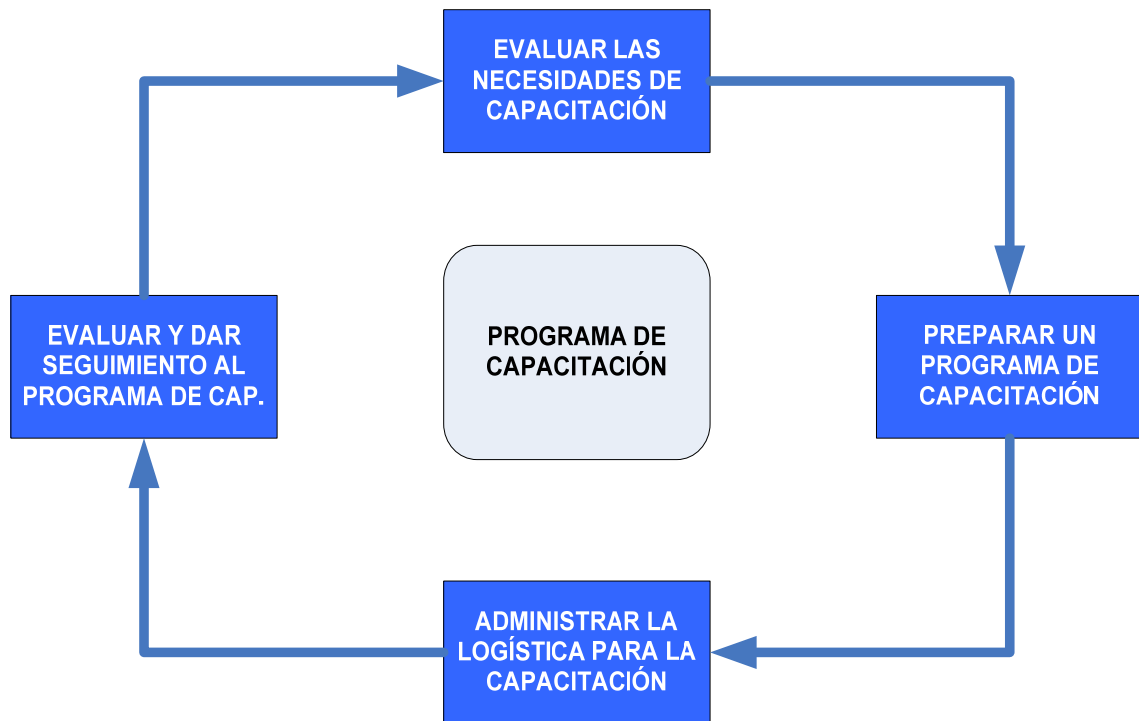 EVALUAR LAS
NECESIDADES DE
CAPACITACIÓN
PREPARAR UN
PROGRAMA DE
CAPACITACIÓN
ADMINISTRAR LA
LOGÍSTICA PARA LA
CAPACITACIÓN
EVALUAR Y DAR
SEGUIMIENTO AL
PROGRAMA DE CAP.
PROGRAMA DE
CAPACITACIÓN